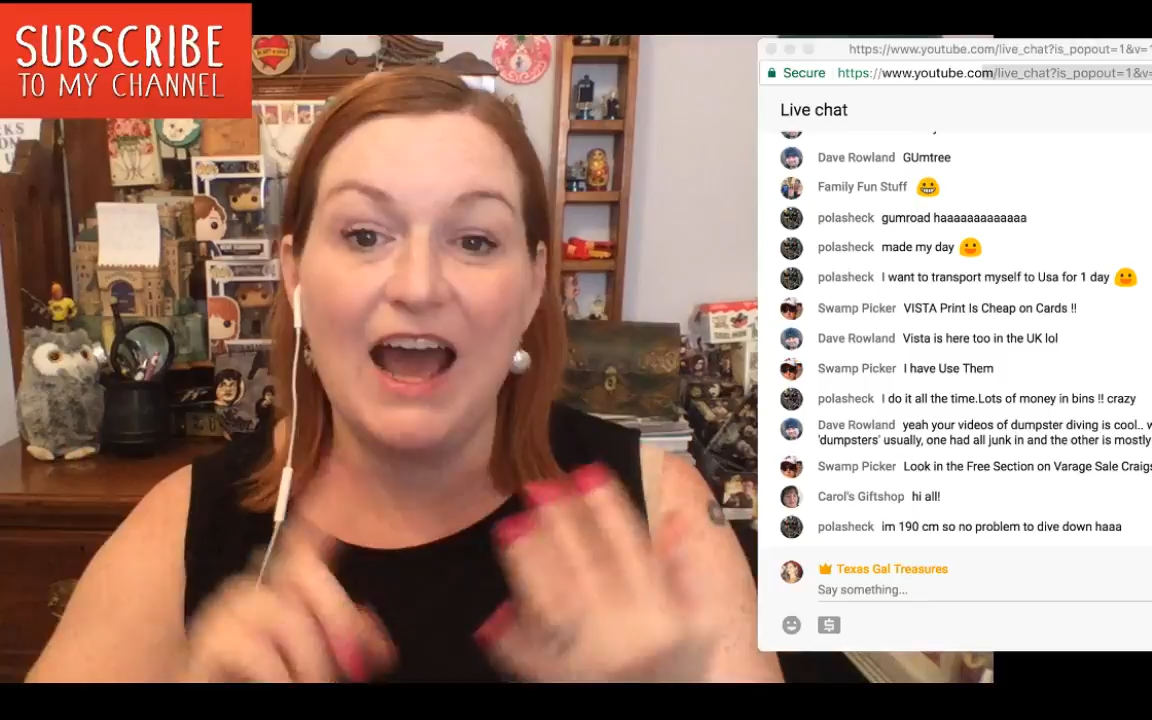 SUBSCRIBE
TO MY CHANNEL
https://www.youtube.com/live_chat?is_popout=1&v=
Secure https://www.youtube.com/live_chat?is_popout=1&v=
Live chat
Dave Rowland GUmtree
Family Fun Stuff 😀
polasheck gumroad haaaaaaaaaaaaa
polasheck made my day 😃
polasheck I want to transport myself to Usa for 1 day 😃
Swamp Picker VISTA Print Is Cheap on Cards !!
Dave Rowland Vista is here too in the UK lol
Swamp Picker I have Use Them
polasheck I do it all the time.Lots of money in bins !! crazy
Dave Rowland yeah your videos of dumpster diving is cool.. w
'dumpsters' usually, one had all junk in and the other is mostly
Swamp Picker Look in the Free Section on Varage Sale Craigs
Carol's Giftshop hi all!
polasheck im 190 cm so no problem to dive down haaa
Texas Gal Treasures
Say something...